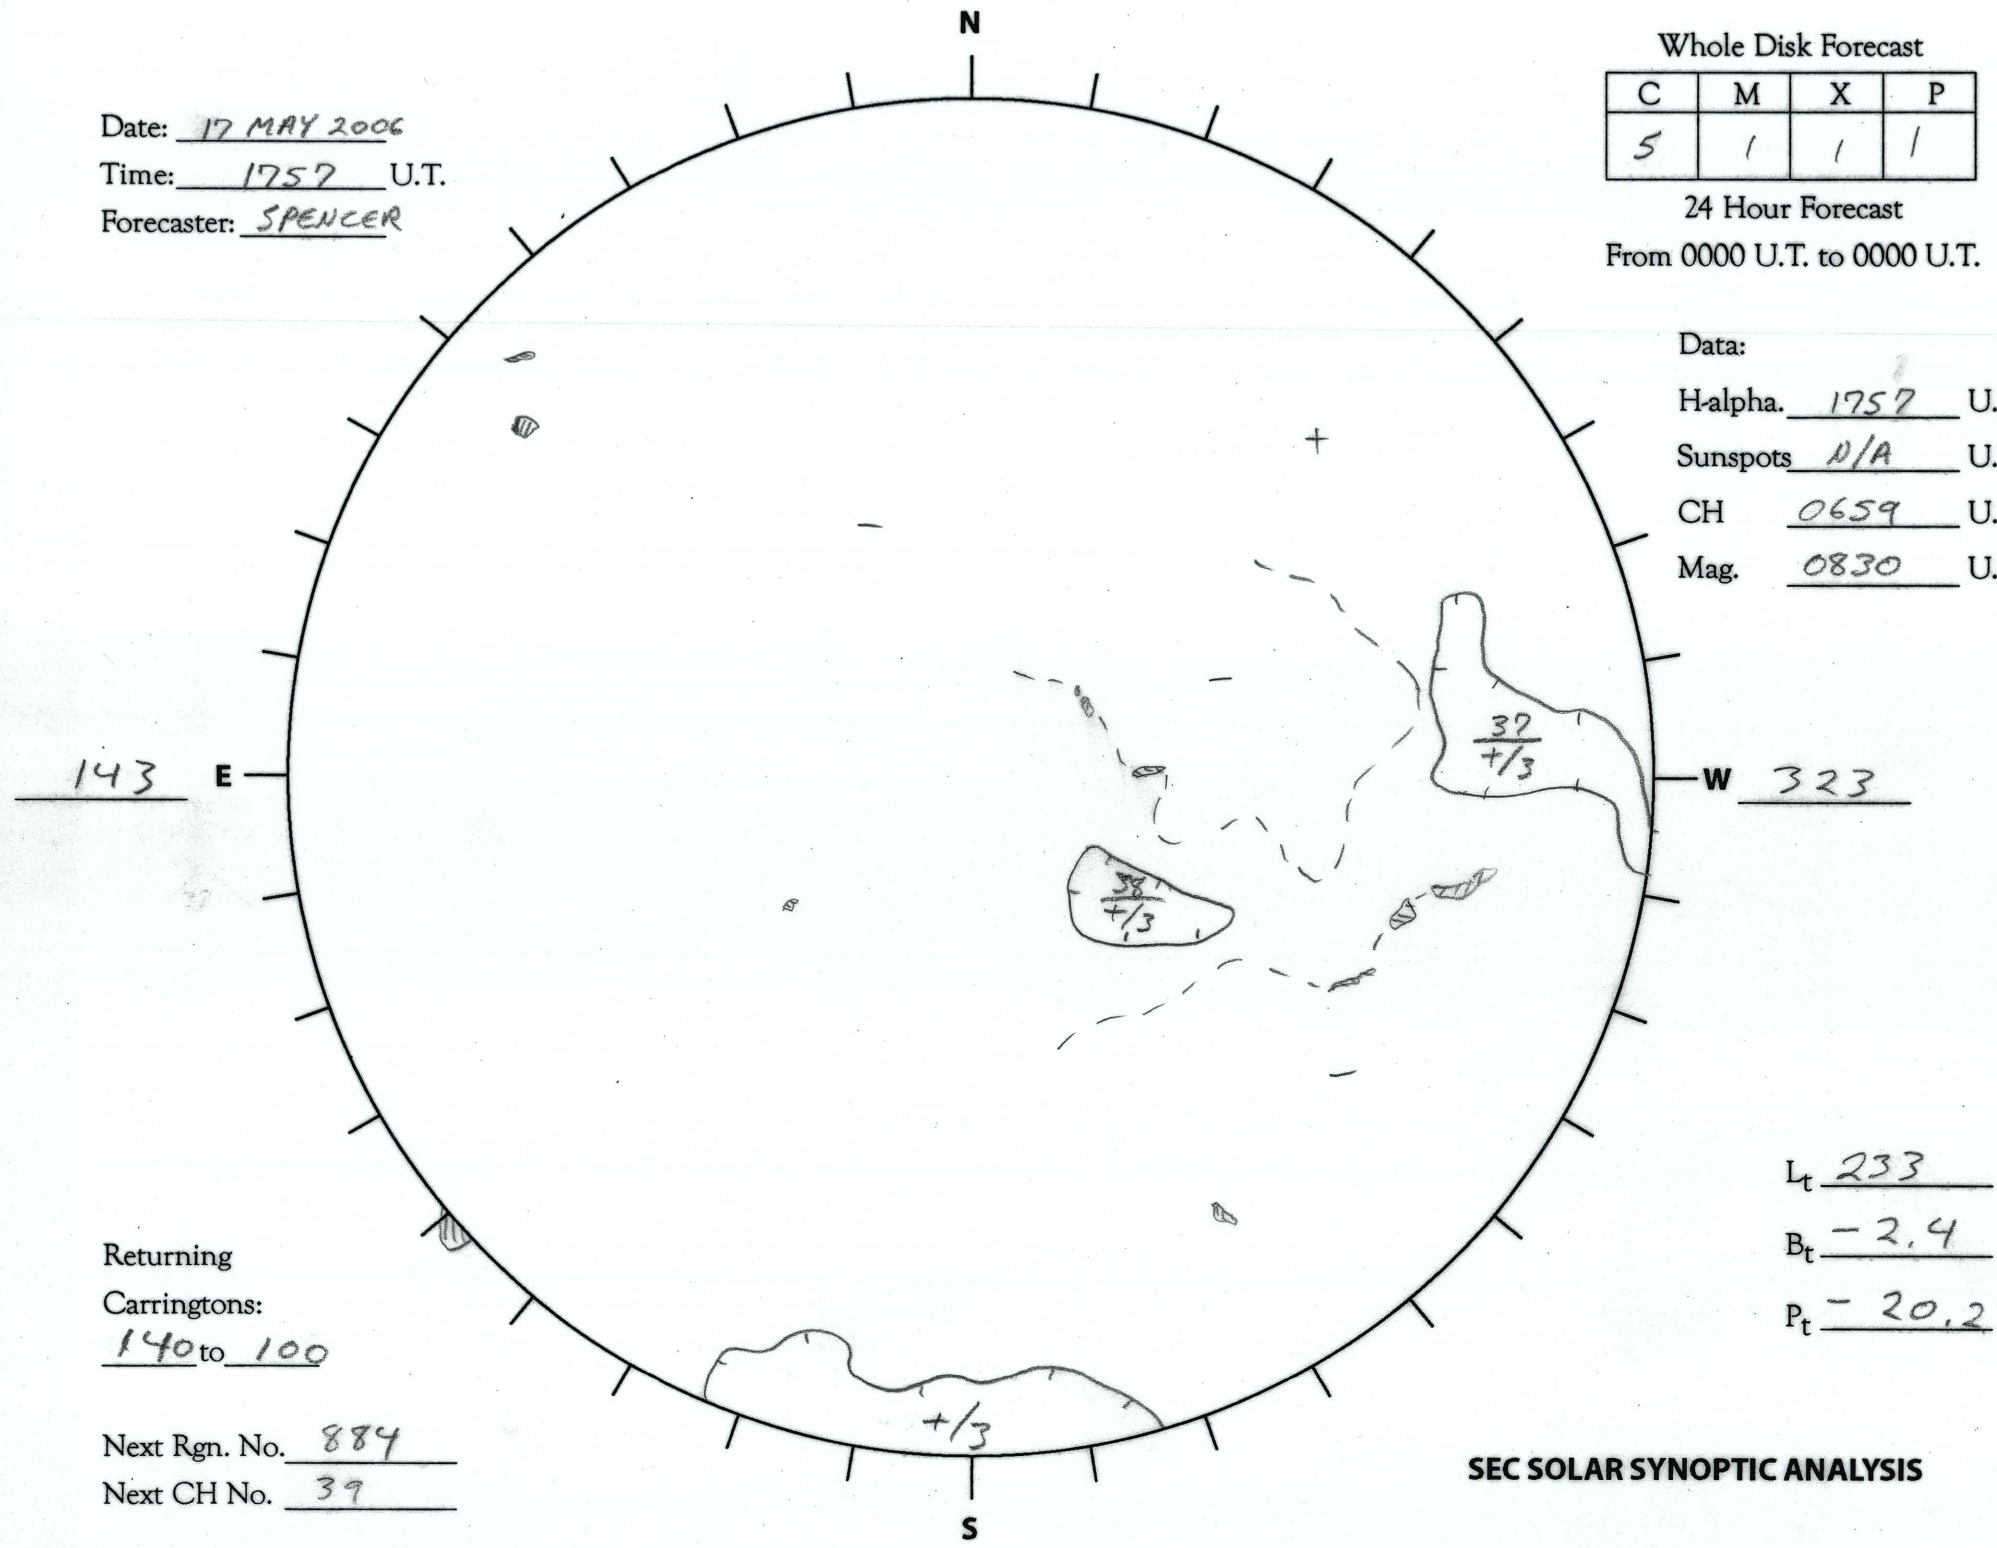 N
Date: 17 MAY 2006
Time: 1757 U.T.
Forecaster: SPENCER
Whole Disk Forecast
C M X P
5 1 1 1
24 Hour Forecast
From 0000 U.T. to 0000 U.T.
Data:
H-alpha. 1757 U.
Sunspots N/A U.
CH 0659 U.
Mag. 0830 U.
+
37
+/3
143 E
W 323
38
+/3
Lt 233
Bt -2.4
Pt -20.2
Returning
Carringtons:
140 to 100
+/3
Next Rgn. No. 884
Next CH No. 39
SEC SOLAR SYNOPTIC ANALYSIS
S